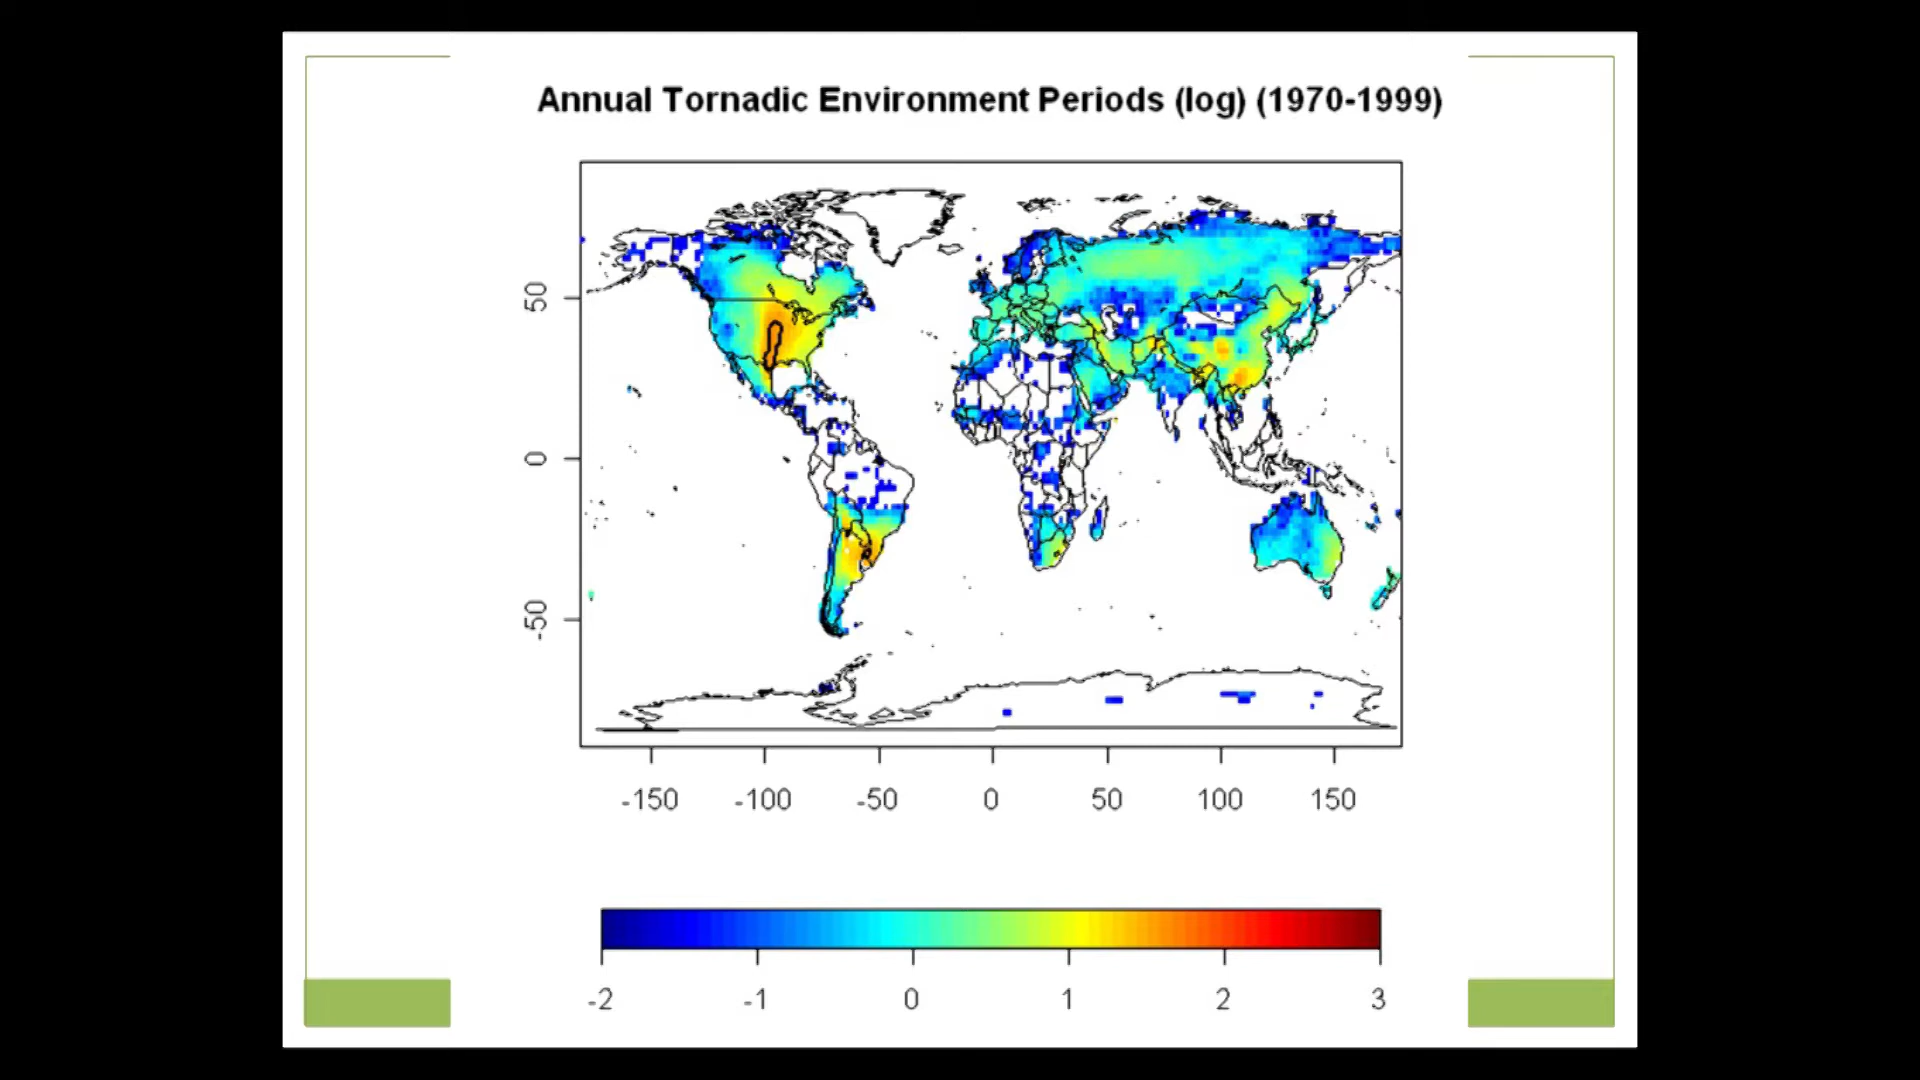 Annual Tornadic Environment Periods (log) (1970-1999)
50
0
-50
-150 -100 -50 0 50 100 150
-2 -1 0 1 2 3